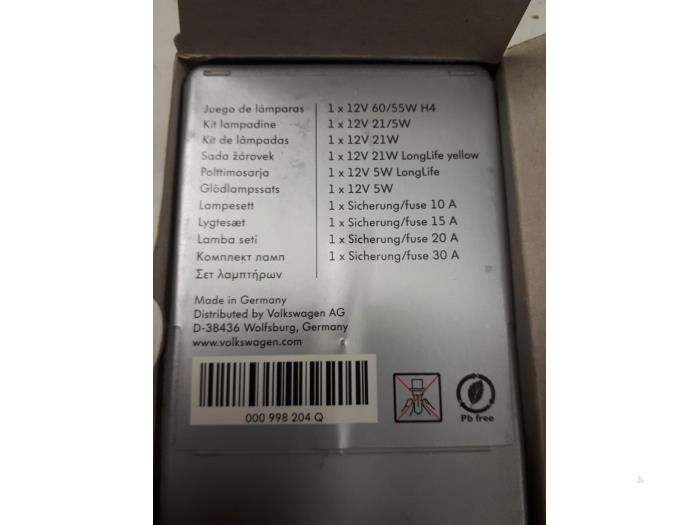 Juego de lámparas
Kit lampadine
Kit de lâmpadas
Sada žárovek
Polttimosarja
Glödlampssats
Lampesett
Lygtesæt
Lamba seti
Комплект ламп
Σετ λαμπτήρων
1 x 12V 60/55W H4
1 x 12V 21/5W
1 x 12V 21W
1 x 12V 21W LongLife yellow
1 x 12V 5W LongLife
1 x 12V 5W
1 x Sicherung/fuse 10 A
1 x Sicherung/fuse 15 A
1 x Sicherung/fuse 20 A
1 x Sicherung/fuse 30 A
Made in Germany
Distributed by Volkswagen AG
D-38436 Wolfsburg, Germany
www.volkswagen.com
000 998 204 Q
Pb free